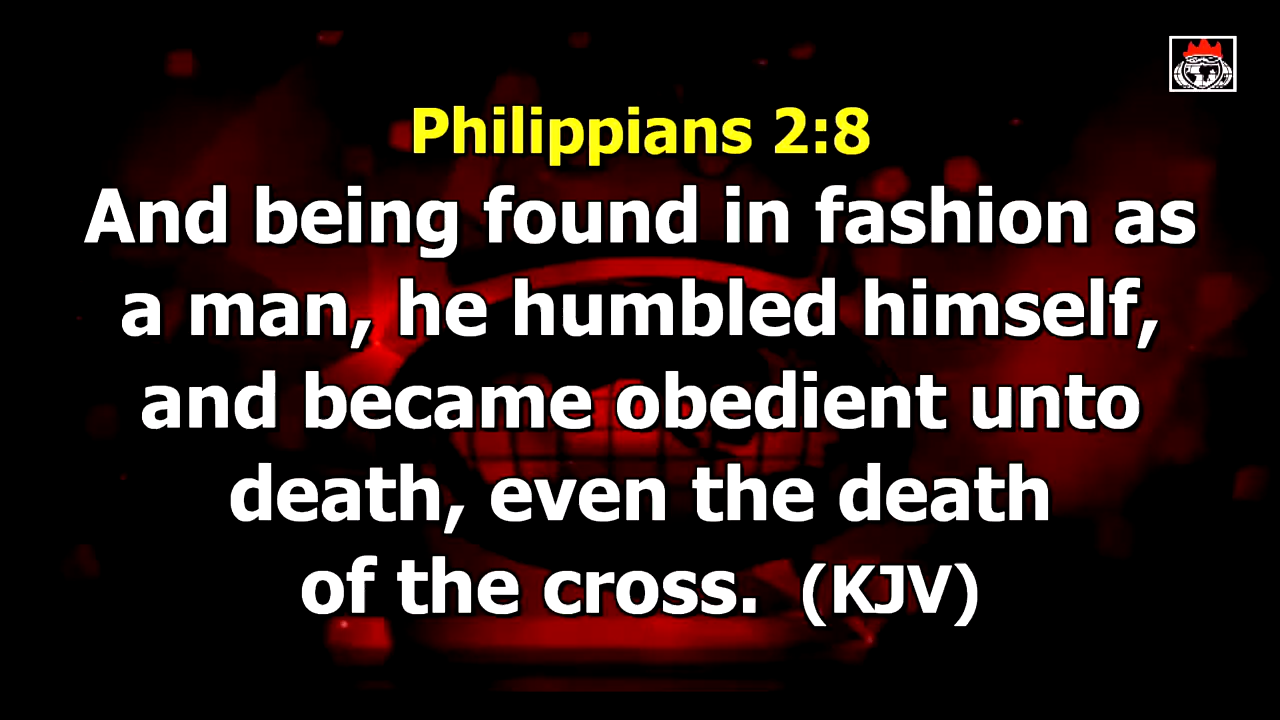 Philippians 2:8
And being found in fashion as
a man, he humbled himself,
and became obedient unto
death, even the death
of the cross. (KJV)